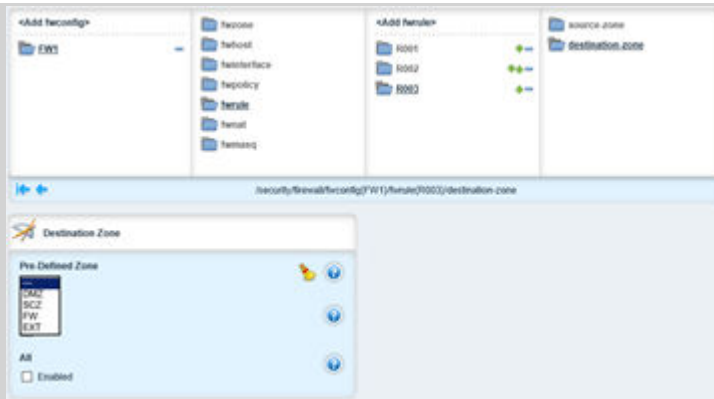 <Add fwconfig>
FW1
fwzone
fwhost
fwinterface
fwpolicy
fwrule
fwnat
fwmasq
<Add fwrule>
R001
R002
R003
source-zone
destination-zone
/security/firewall/fwconfig{FW1}/fwrule{R003}/destination-zone
Destination Zone
Pre-Defined Zone
---
DMZ
SCZ
FW
EXT
All
Enabled